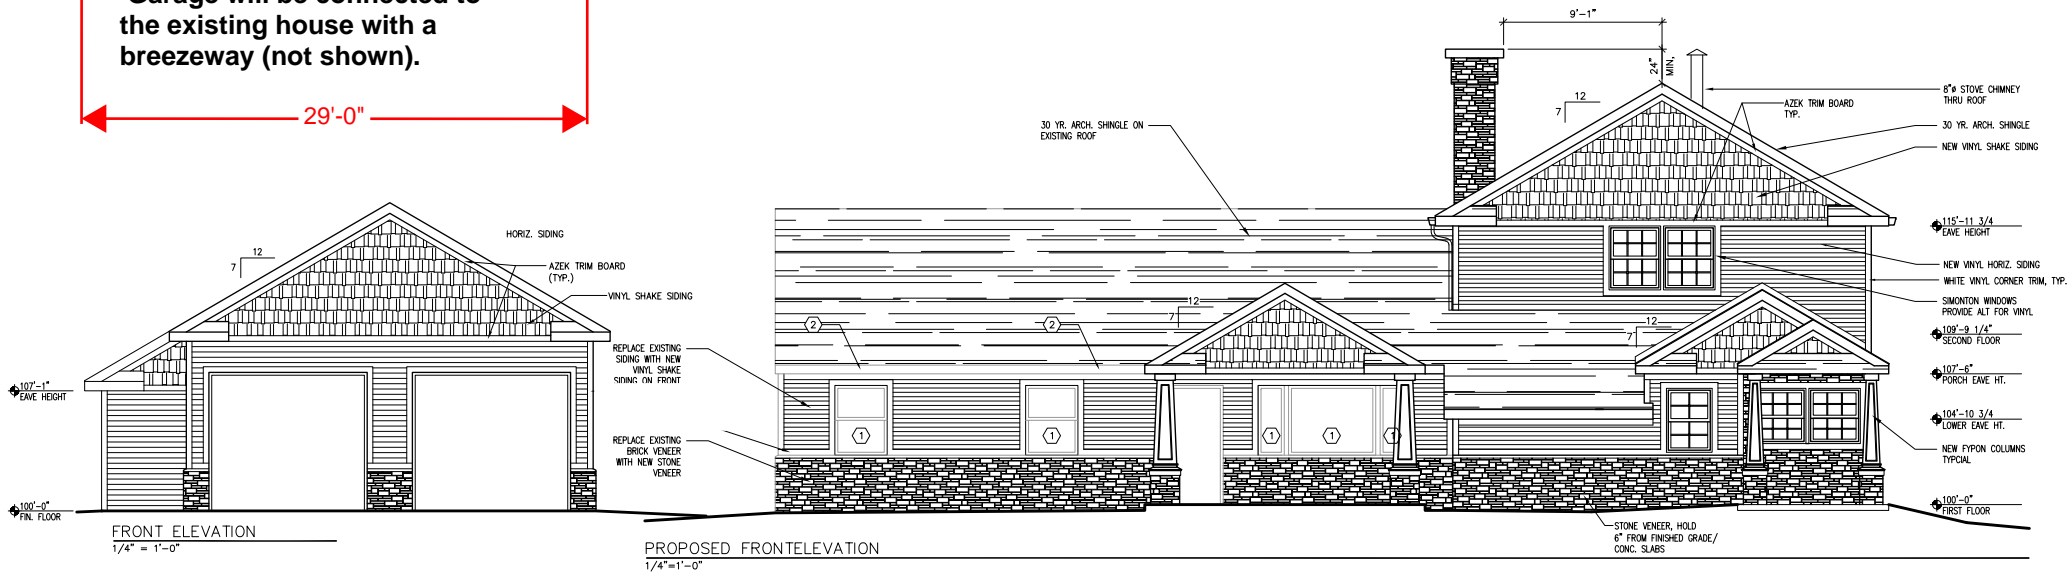 Garage will be connected to
the existing house with a
breezeway (not shown).
29'-0"
HORIZ. SIDING
12
7
AZEK TRIM BOARD
(TYP.)
VINYL SHAKE SIDING
107'-1"
EAVE HEIGHT
100'-0"
FIN. FLOOR
FRONT ELEVATION
1/4" = 1'-0"
REPLACE EXISTING
SIDING WITH NEW
VINYL SHAKE
SIDING ON FRONT
REPLACE EXISTING
BRICK VENEER
WITH NEW STONE
VENEER
30 YR. ARCH. SHINGLE ON
EXISTING ROOF
2
2
12
7
1
1
1
1
1
9'-1"
24"
MIN,
12
7
AZEK TRIM BOARD
TYP.
12
7
8"ø STOVE CHIMNEY
THRU ROOF
30 YR. ARCH. SHINGLE
NEW VINYL SHAKE SIDING
115'-11 3/4
EAVE HEIGHT
NEW VINYL HORIZ. SIDING
WHITE VINYL CORNER TRIM, TYP.
SIMONTON WINDOWS
PROVIDE ALT FOR VINYL
109'-9 1/4"
SECOND FLOOR
107'-6"
PORCH EAVE HT.
104'-10 3/4
LOWER EAVE HT.
NEW FYPON COLUMNS
TYPCIAL
100'-0"
FIRST FLOOR
STONE VENEER, HOLD
6" FROM FINISHED GRADE/
CONC. SLABS
PROPOSED FRONTELEVATION
1/4"=1'-0"